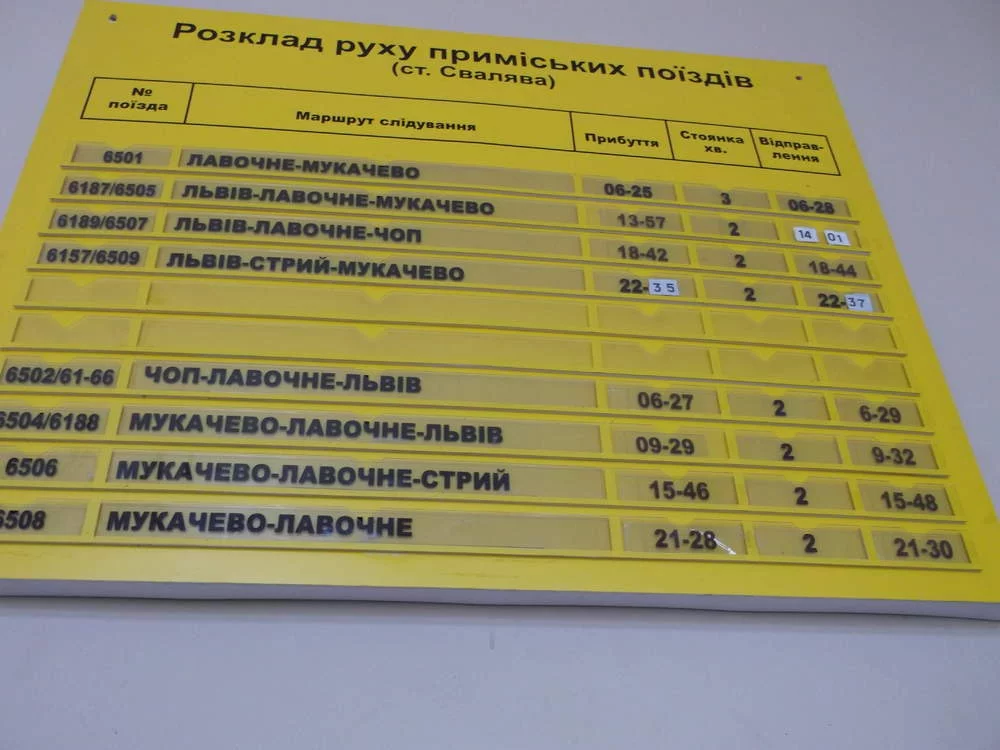 Розклад руху приміських поїздів
(ст. Свалява)
№ поїзда Маршрут слідування Прибуття Стоянка хв. Відправ-лення
6501 ЛАВОЧНЕ-МУКАЧЕВО 06-25 3 06-28
6187/6505 ЛЬВІВ-ЛАВОЧНЕ-МУКАЧЕВО 13-57 2 14 01
6189/6507 ЛЬВІВ-ЛАВОЧНЕ-ЧОП 18-42 2 18-44
6157/6509 ЛЬВІВ-СТРИЙ-МУКАЧЕВО 22-35 2 22-37
6502/61-66 ЧОП-ЛАВОЧНЕ-ЛЬВІВ 06-27 2 6-29
6504/6188 МУКАЧЕВО-ЛАВОЧНЕ-ЛЬВІВ 09-29 2 9-32
6506 МУКАЧЕВО-ЛАВОЧНЕ-СТРИЙ 15-46 2 15-48
6508 МУКАЧЕВО-ЛАВОЧНЕ 21-28 2 21-30